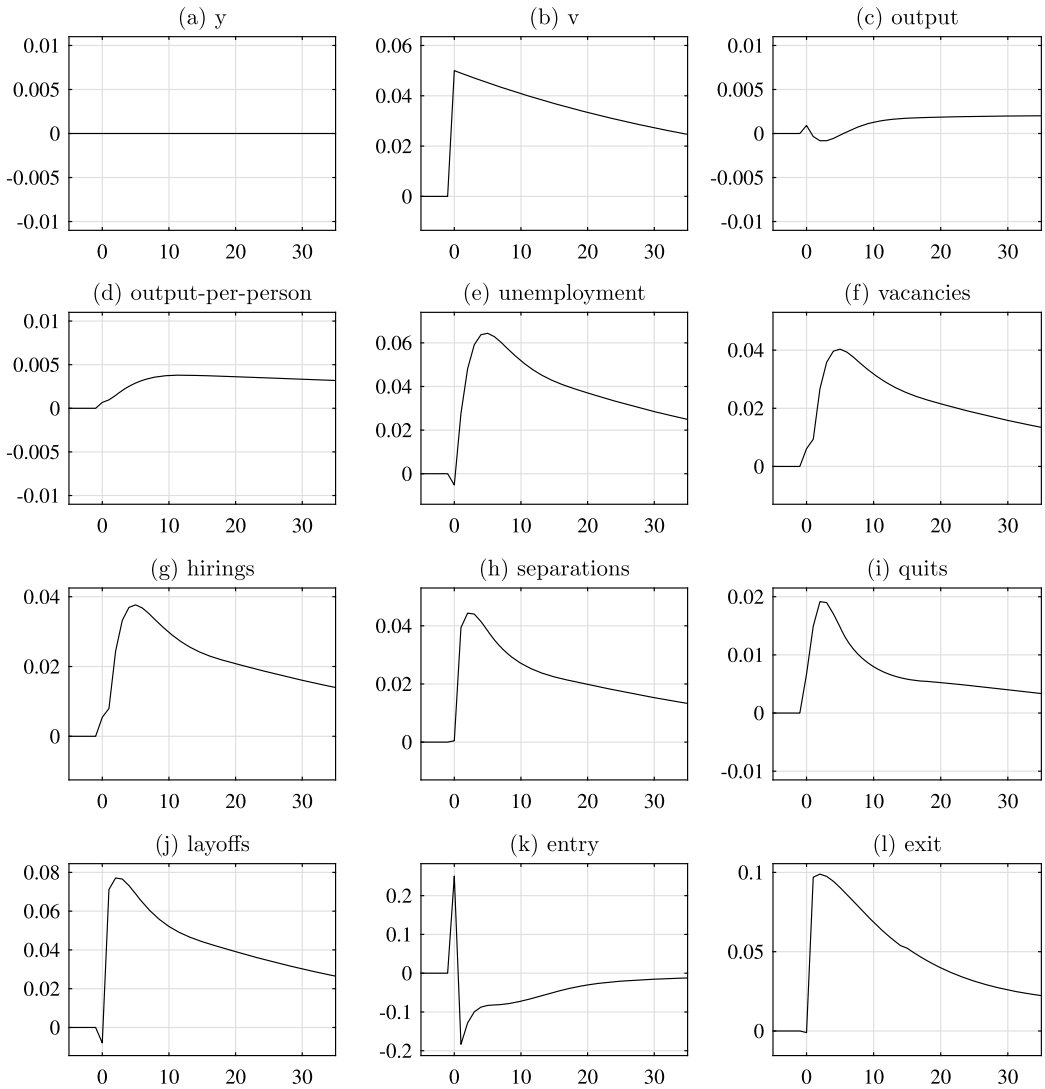 (a) y
0.01
0.005
0
-0.005
-0.01
0 10 20 30
(b) v
0.06
0.04
0.02
0
0 10 20 30
(c) output
0.01
0.005
0
-0.005
-0.01
0 10 20 30
(d) output-per-person
0.01
0.005
0
-0.005
-0.01
0 10 20 30
(e) unemployment
0.06
0.04
0.02
0
0 10 20 30
(f) vacancies
0.04
0.02
0
0 10 20 30
(g) hirings
0.04
0.02
0
0 10 20 30
(h) separations
0.04
0.02
0
0 10 20 30
(i) quits
0.02
0.01
0
-0.01
0 10 20 30
(j) layoffs
0.08
0.06
0.04
0.02
0
0 10 20 30
(k) entry
0.2
0.1
0
-0.1
-0.2
0 10 20 30
(l) exit
0.1
0.05
0
0 10 20 30